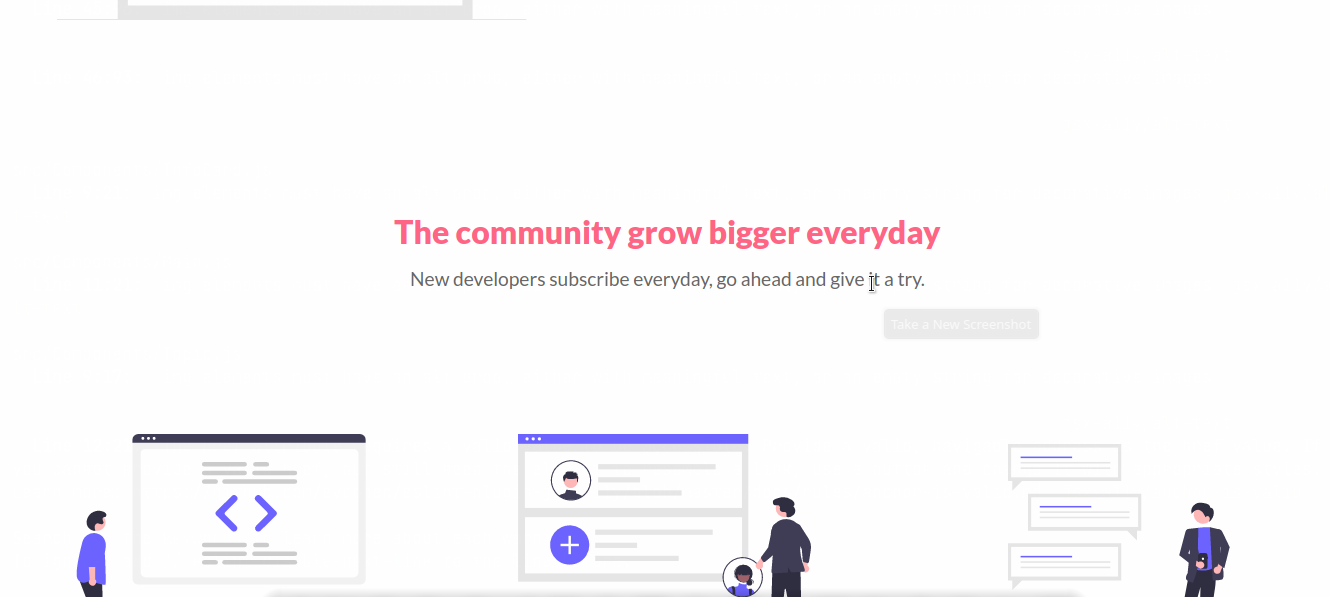 The community grow bigger everyday
New developers subscribe everyday, go ahead and give it a try.
Take a New Screenshot